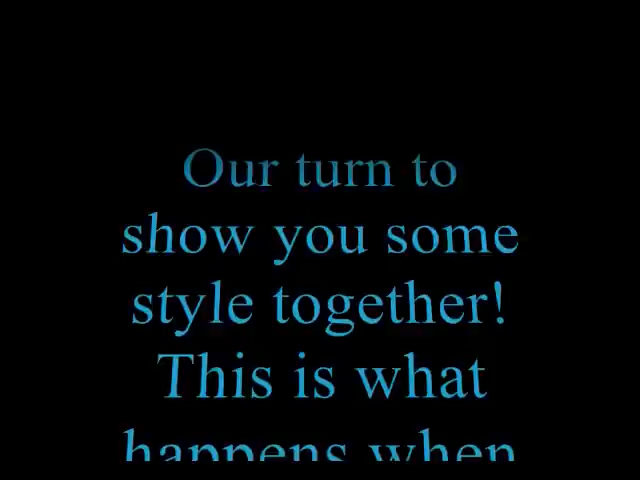 Our turn to
show you some
style together!
This is what
happens when